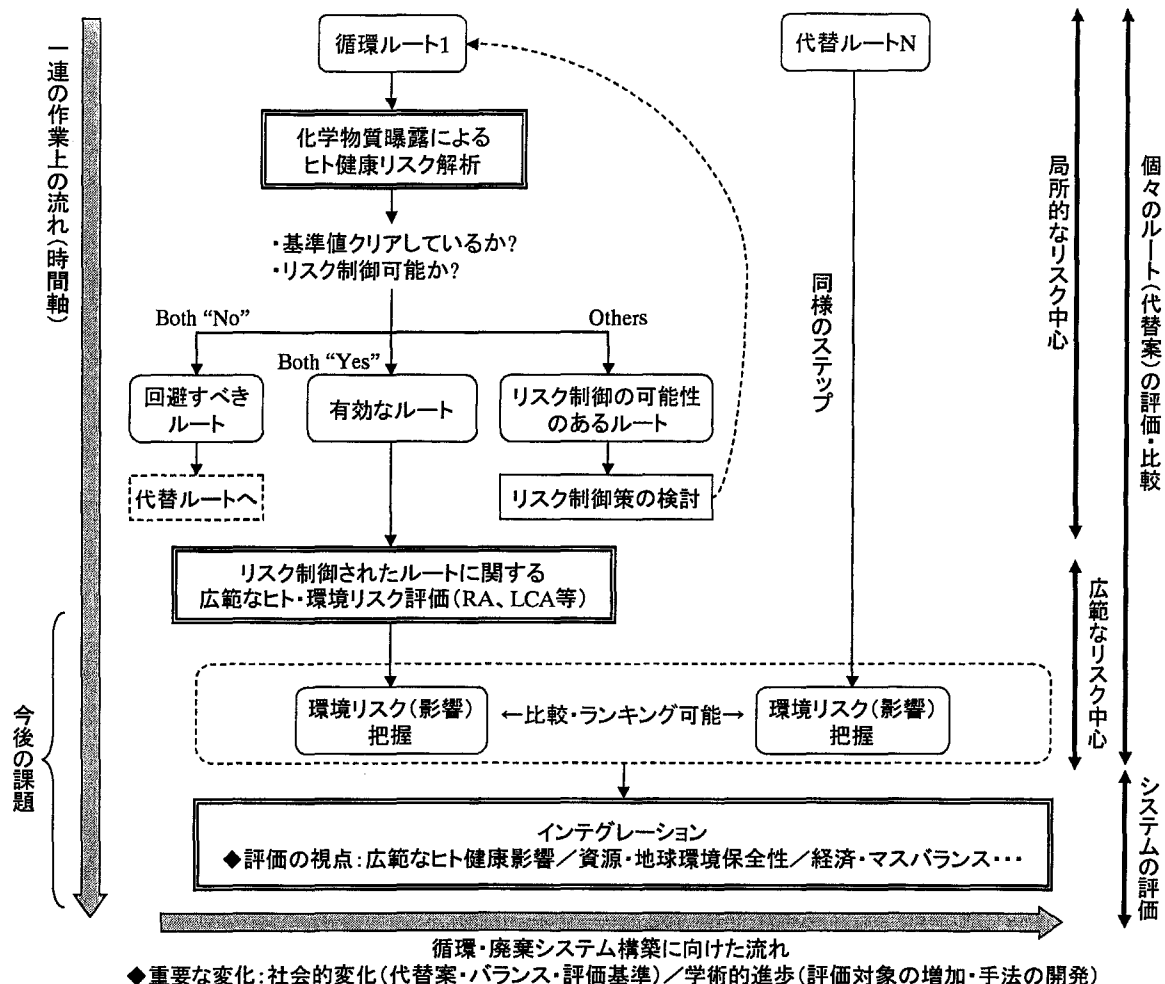 循環ルート1
代替ルートN
一連の作業上の流れ(時間軸)
化学物質曝露による
ヒト健康リスク解析
・基準値クリアしているか?
・リスク制御可能か?
Both “No”
Both “Yes”
Others
回避すべき
ルート
有効なルート
リスク制御の可能性
のあるルート
代替ルートへ
リスク制御策の検討
同様のステップ
局所的なリスク中心
個々のルート(代替案)の評価・比較
リスク制御されたルートに関する
広範なヒト・環境リスク評価(RA、LCA等)
広範なリスク中心
環境リスク(影響)
把握
←比較・ランキング可能→
環境リスク(影響)
把握
今後の課題
インテグレーション
◆評価の視点:広範なヒト健康影響/資源・地球環境保全性/経済・マスバランス・・・
システムの評価
循環・廃棄システム構築に向けた流れ
◆重要な変化:社会的変化(代替案・バランス・評価基準)/学術的進歩(評価対象の増加・手法の開発)